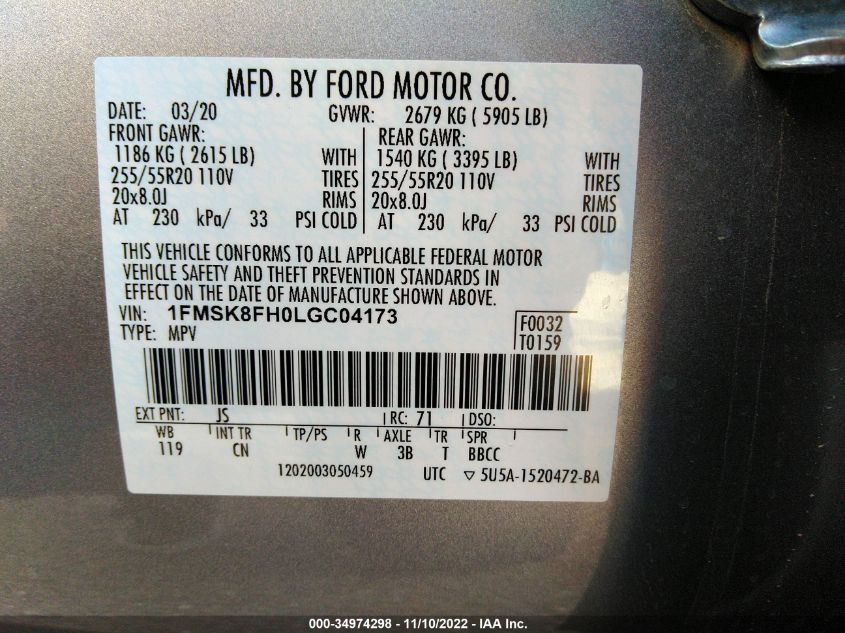 MFD. BY FORD MOTOR CO.
DATE: 03/20 GVWR: 2679 KG ( 5905 LB)
FRONT GAWR: REAR GAWR:
1186 KG ( 2615 LB) WITH 1540 KG ( 3395 LB) WITH
255/55R20 110V TIRES 255/55R20 110V TIRES
20x8.0J RIMS 20x8.0J RIMS
AT 230 kPa/ 33 PSI COLD AT 230 kPa/ 33 PSI COLD
THIS VEHICLE CONFORMS TO ALL APPLICABLE FEDERAL MOTOR
VEHICLE SAFETY AND THEFT PREVENTION STANDARDS IN
EFFECT ON THE DATE OF MANUFACTURE SHOWN ABOVE.
VIN: 1FMSK8FH0LGC04173 F0032
TYPE: MPV T0159
EXT PNT: JS RC: 71 DSO:
WB INT TR TP/PS R AXLE TR SPR
119 CN W 3B T BBCC
1202003050459 UTC ▽ 5U5A-1520472-BA
000-34974298 - 11/10/2022 - IAA Inc.